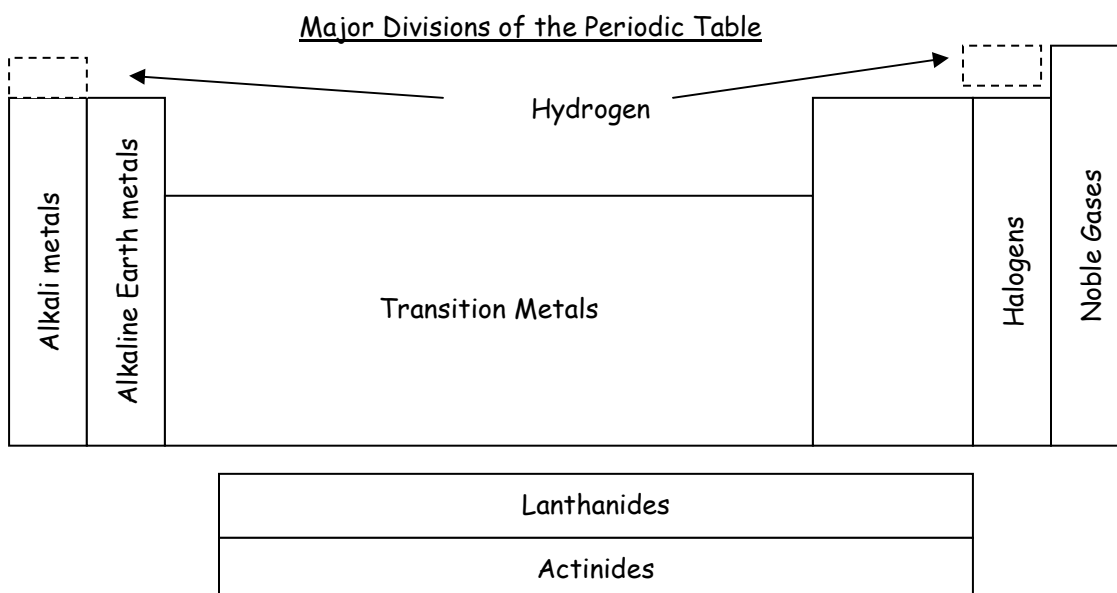 Major Divisions of the Periodic Table
Hydrogen
Alkali metals
Alkaline Earth metals
Transition Metals
Halogens
Noble Gases
Lanthanides
Actinides